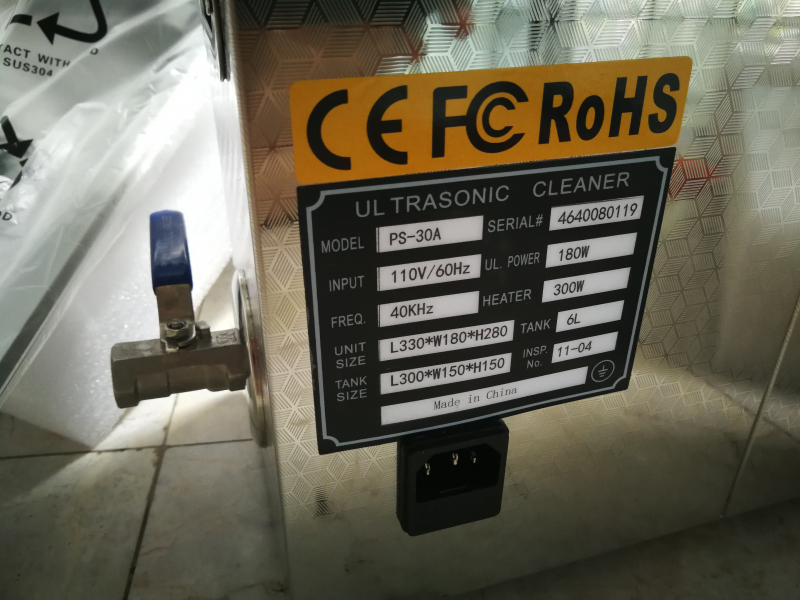 TACT WITH
SUS304
CE FC RoHS
ULTRASONIC CLEANER
MODEL PS-30A SERIAL# 4640080119
INPUT 110V/60Hz UL. POWER 180W
FREQ. 40KHz HEATER 300W
UNIT SIZE L330*W180*H280 TANK 6L
TANK SIZE L300*W150*H150 INSP. No. 11-04
Made in China